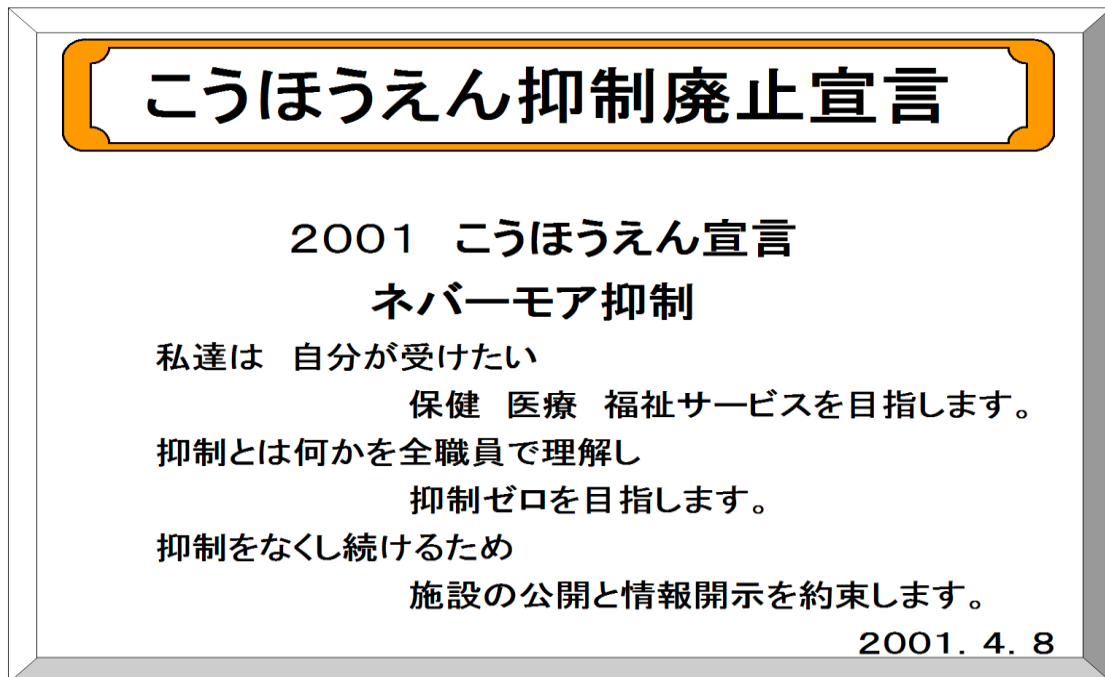 こうほうえん抑制廃止宣言
2001　こうほうえん宣言
ネバーモア抑制
私達は　自分が受けたい
保健　医療　福祉サービスを目指します。
抑制とは何かを全職員で理解し
抑制ゼロを目指します。
抑制をなくし続けるため
施設の公開と情報開示を約束します。
2001. 4. 8